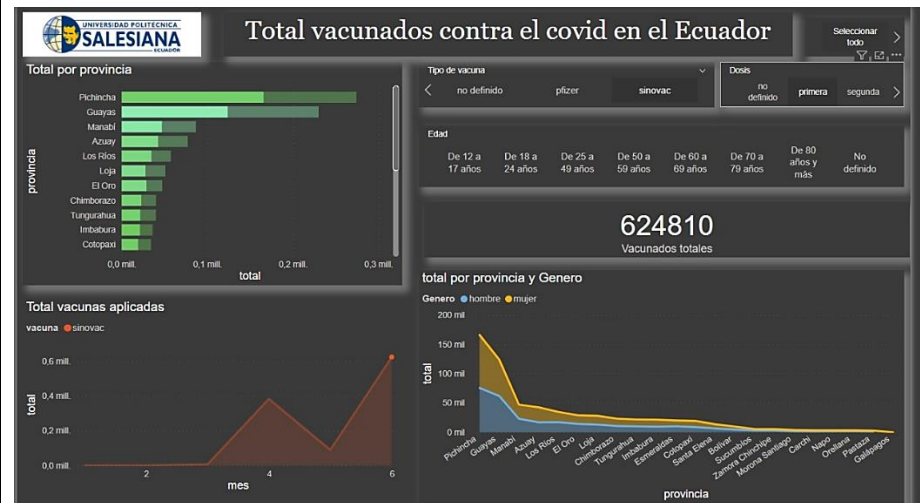 UNIVERSIDAD POLITECNICA
SALESIANA
ECUADOR
Total vacunados contra el covid en el Ecuador
Seleccionar
todo
Total por provincia
provincia
Pichincha
Guayas
Manabí
Azuay
Los Ríos
Loja
El Oro
Chimborazo
Tungurahua
Imbabura
Cotopaxi
0,0 mill. 0,1 mill. 0,2 mill. 0,3 mill.
total
Tipo de vacuna
no definido pfizer sinovac
Dosis
no
definido primera segunda
Edad
De 12 a
17 años
De 18 a
24 años
De 25 a
49 años
De 50 a
59 años
De 60 a
69 años
De 70 a
79 años
De 80
años y
más
No
definido
624810
Vacunados totales
Total vacunas aplicadas
vacuna sinovac
total
0,6 mill.
0,4 mill.
0,2 mill.
0,0 mill.
2 4 6
mes
total por provincia y Genero
Genero hombre mujer
total
200 mil
150 mil
100 mil
50 mil
0 mil
Pichincha
Guayas
Manabí
Azuay
Los Ríos
El Oro
Loja
Chimborazo
Tungurahua
Imbabura
Esmeraldas
Cotopaxi
Santa Elena
Bolívar
Sucumbíos
Zamora Chinchipe
Morona Santiago
Carchi
Napo
Orellana
Pastaza
Galápagos
provincia